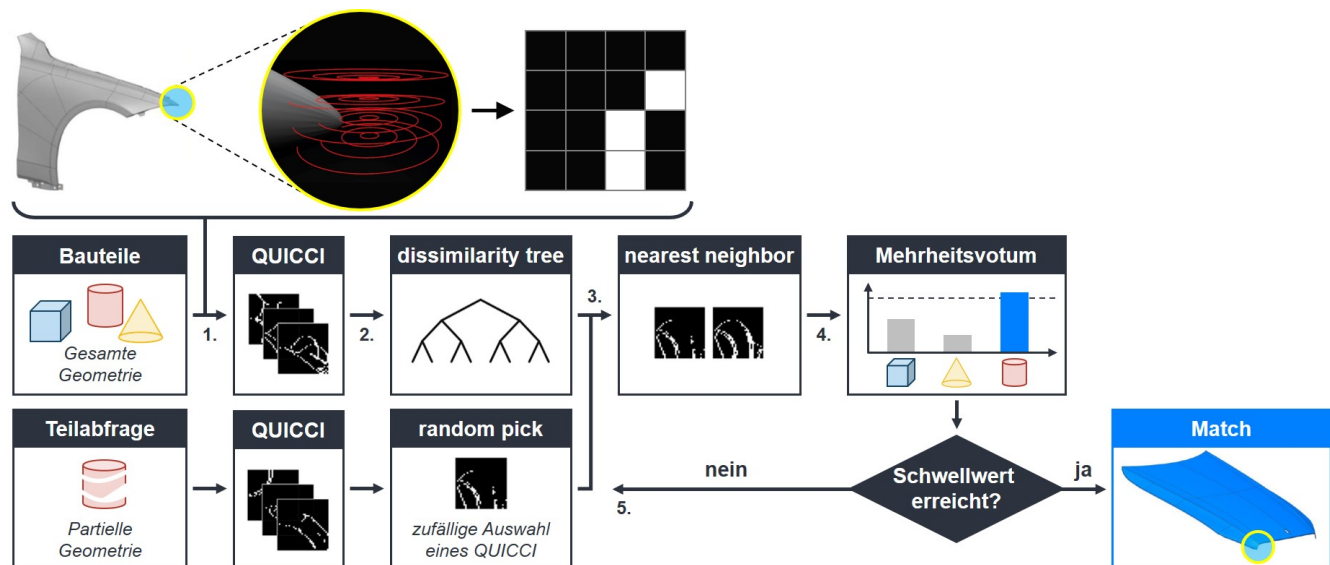 Bauteile
QUICCI
dissimilarity tree
nearest neighbor
Mehrheitsvotum
Gesamte
Geometrie
1.
2.
3.
4.
Teilabfrage
QUICCI
random pick
Partielle
Geometrie
zufällige Auswahl
eines QUICCI
5.
nein
Schwellwert
erreicht?
ja
Match